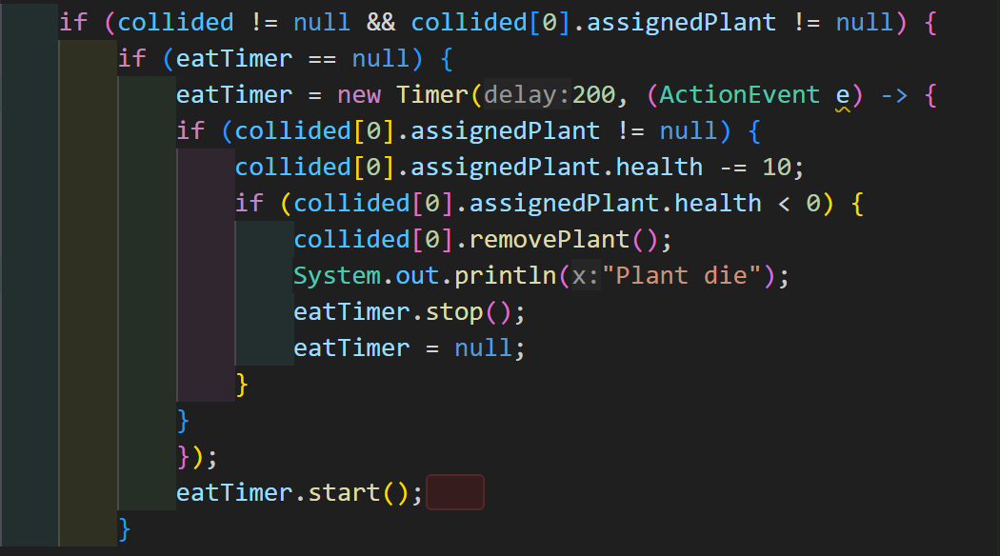 if (collided != null && collided[0].assignedPlant != null) {
if (eatTimer == null) {
eatTimer = new Timer(delay:200, (ActionEvent e) -> {
if (collided[0].assignedPlant != null) {
collided[0].assignedPlant.health -= 10;
if (collided[0].assignedPlant.health < 0) {
collided[0].removePlant();
System.out.println(x:"Plant die");
eatTimer.stop();
eatTimer = null;
}
}
});
eatTimer.start();
}